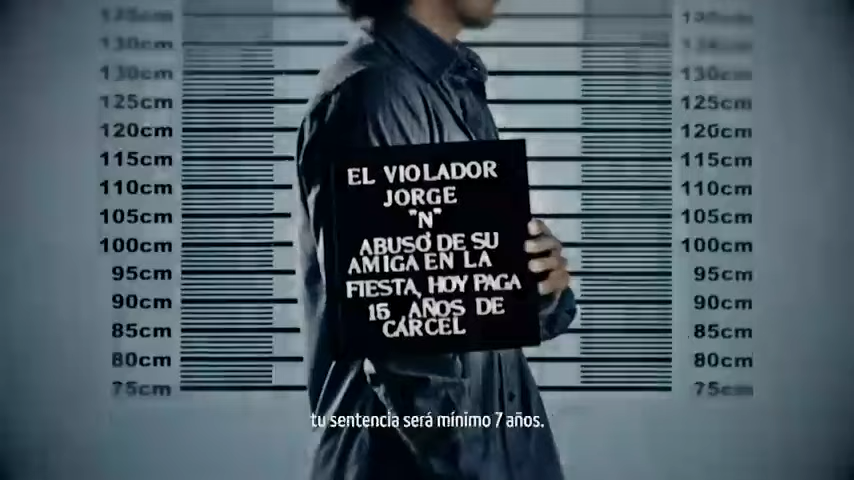 125cm 125cm
130cm 130cm
130cm 130cm
125cm 125cm
120cm 120cm
115cm 115cm
110cm 110cm
105cm 105cm
100cm 100cm
95cm 95cm
90cm 90cm
85cm 85cm
80cm 80cm
75cm 75cm
EL VIOLADOR
JORGE
"N"
ABUSÓ DE SU
AMIGA EN LA
FIESTA, HOY PAGA
15 AÑOS DE
CÁRCEL
tu sentencia será mínimo 7 años.